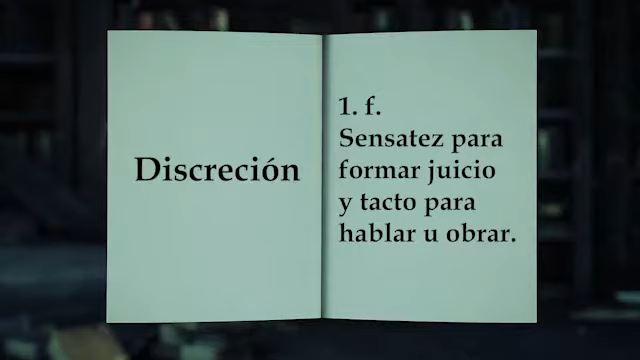 Discreción
1. f.
Sensatez para
formar juicio
y tacto para
hablar u obrar.